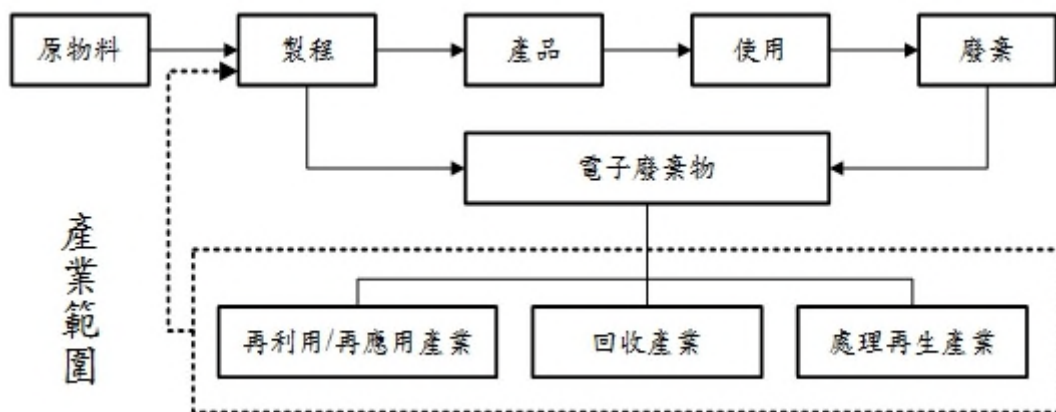 原物料
製程
產品
使用
廢棄
電子廢棄物
產業範圍
再利用/再應用產業
回收產業
處理再生產業